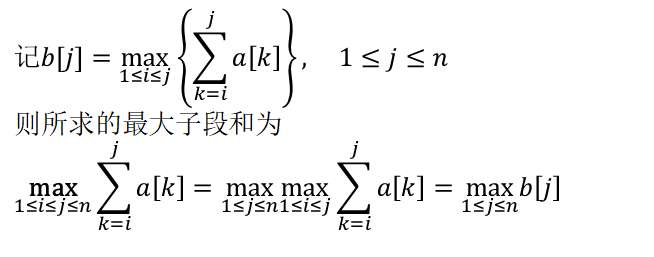 记b[j] = max_{1≤i≤j} {∑_{k=i}^{j} a[k]}, 1 ≤ j ≤ n
则所求的最大子段和为
max_{1≤i≤j≤n} ∑_{k=i}^{j} a[k] = max_{1≤j≤n} max_{1≤i≤j} ∑_{k=i}^{j} a[k] = max_{1≤j≤n} b[j]